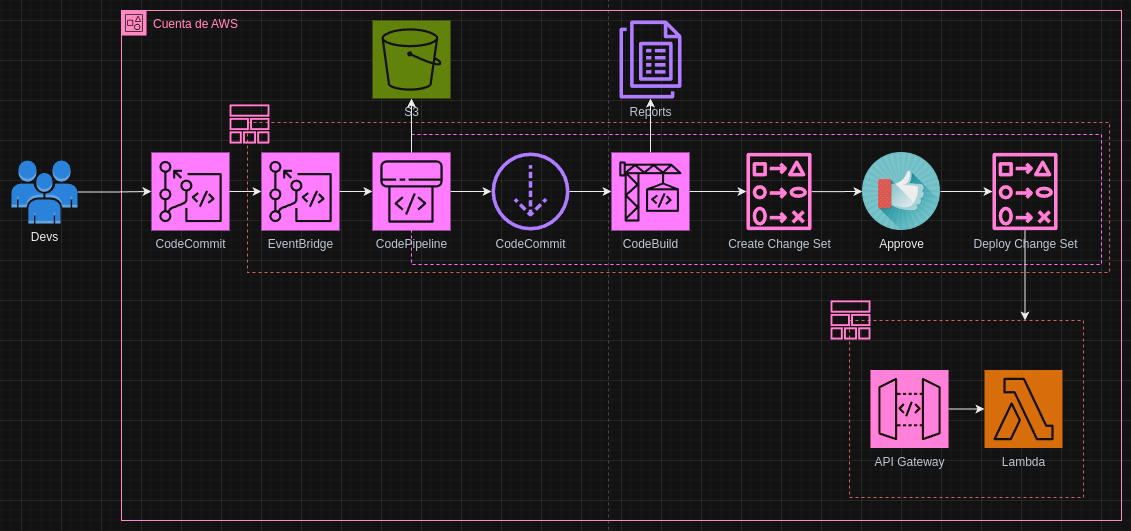 Cuenta de AWS
S3
Reports
Devs
CodeCommit
EventBridge
CodePipeline
CodeCommit
CodeBuild
Create Change Set
Approve
Deploy Change Set
API Gateway
Lambda